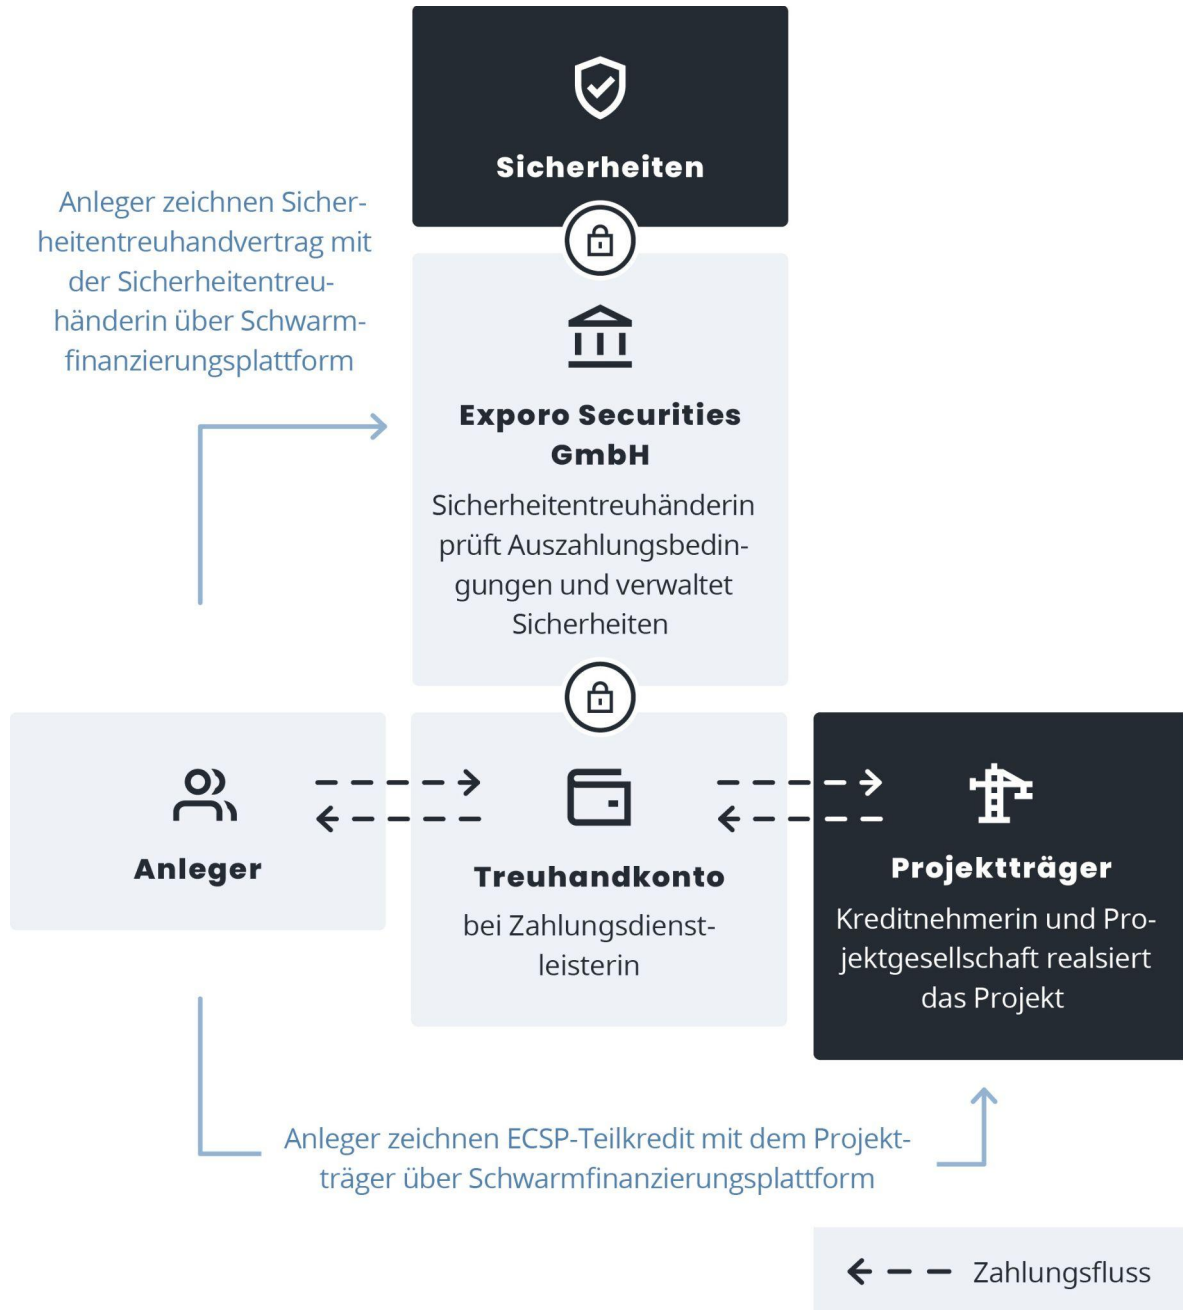 Sicherheiten
Anleger zeichnen Sicher-
heitentreuhandvertrag mit
der Sicherheitentreu-
händerin über Schwarm-
finanzierungsplattform
Exporo Securities
GmbH
Sicherheitentreuhänderin
prüft Auszahlungsbedin-
gungen und verwaltet
Sicherheiten
Anleger
Treuhandkonto
bei Zahlungsdienst-
leisterin
Projektträger
Kreditnehmerin und Pro-
jektgesellschaft realsiert
das Projekt
Anleger zeichnen ECSP-Teilkredit mit dem Projekt-
träger über Schwarmfinanzierungsplattform
Zahlungsfluss